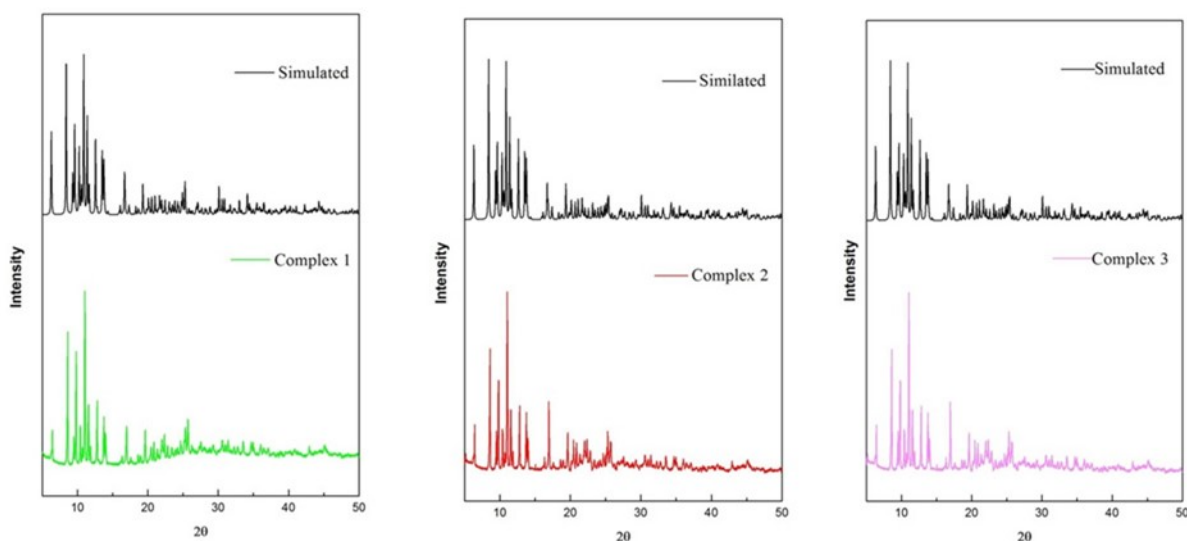 Simulated
Complex 1
Intensity
10 20 30 40 50
2θ
Similated
Complex 2
Intensity
10 20 30 40 50
2θ
Simulated
Complex 3
Intensity
10 20 30 40 50
2θ